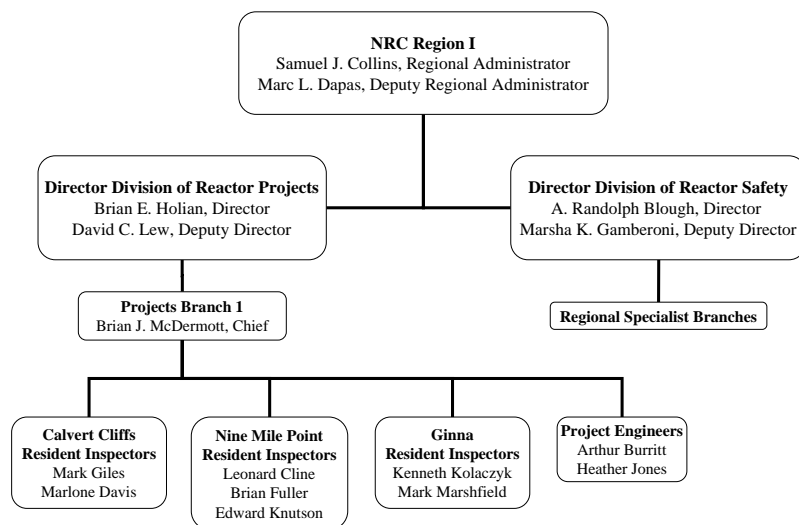 NRC Region I
Samuel J. Collins, Regional Administrator
Marc L. Dapas, Deputy Regional Administrator
Director Division of Reactor Projects
Brian E. Holian, Director
David C. Lew, Deputy Director
Director Division of Reactor Safety
A. Randolph Blough, Director
Marsha K. Gamberoni, Deputy Director
Projects Branch 1
Brian J. McDermott, Chief
Regional Specialist Branches
Calvert Cliffs
Resident Inspectors
Mark Giles
Marlone Davis
Nine Mile Point
Resident Inspectors
Leonard Cline
Brian Fuller
Edward Knutson
Ginna
Resident Inspectors
Kenneth Kolaczyk
Mark Marshfield
Project Engineers
Arthur Burritt
Heather Jones